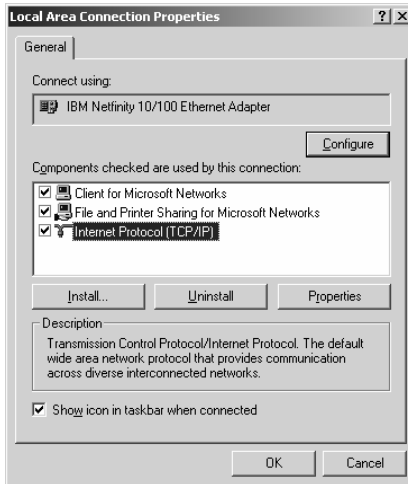 Local Area Connection Properties
General
Connect using:
IBM Netfinity 10/100 Ethernet Adapter
Configure
Components checked are used by this connection:
Client for Microsoft Networks
File and Printer Sharing for Microsoft Networks
Internet Protocol (TCP/IP)
Install... Uninstall Properties
Description
Transmission Control Protocol/Internet Protocol. The default
wide area network protocol that provides communication
across diverse interconnected networks.
Show icon in taskbar when connected
OK Cancel